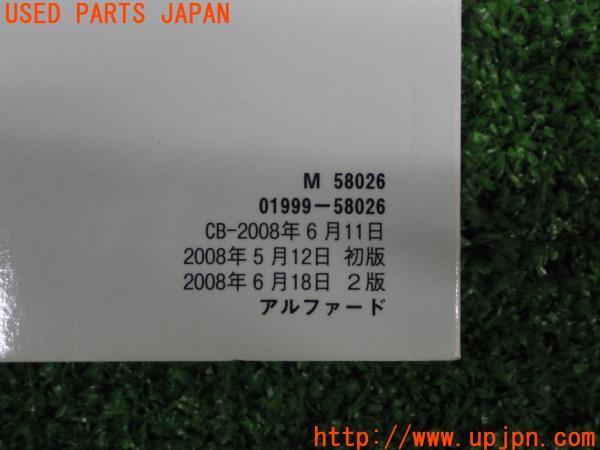 USED PARTS JAPAN
M 58026
01999-58026
CB-2008年6月11日
2008年5月12日 初版
2008年6月18日 2版
アルファード
http://www.upjpn.com